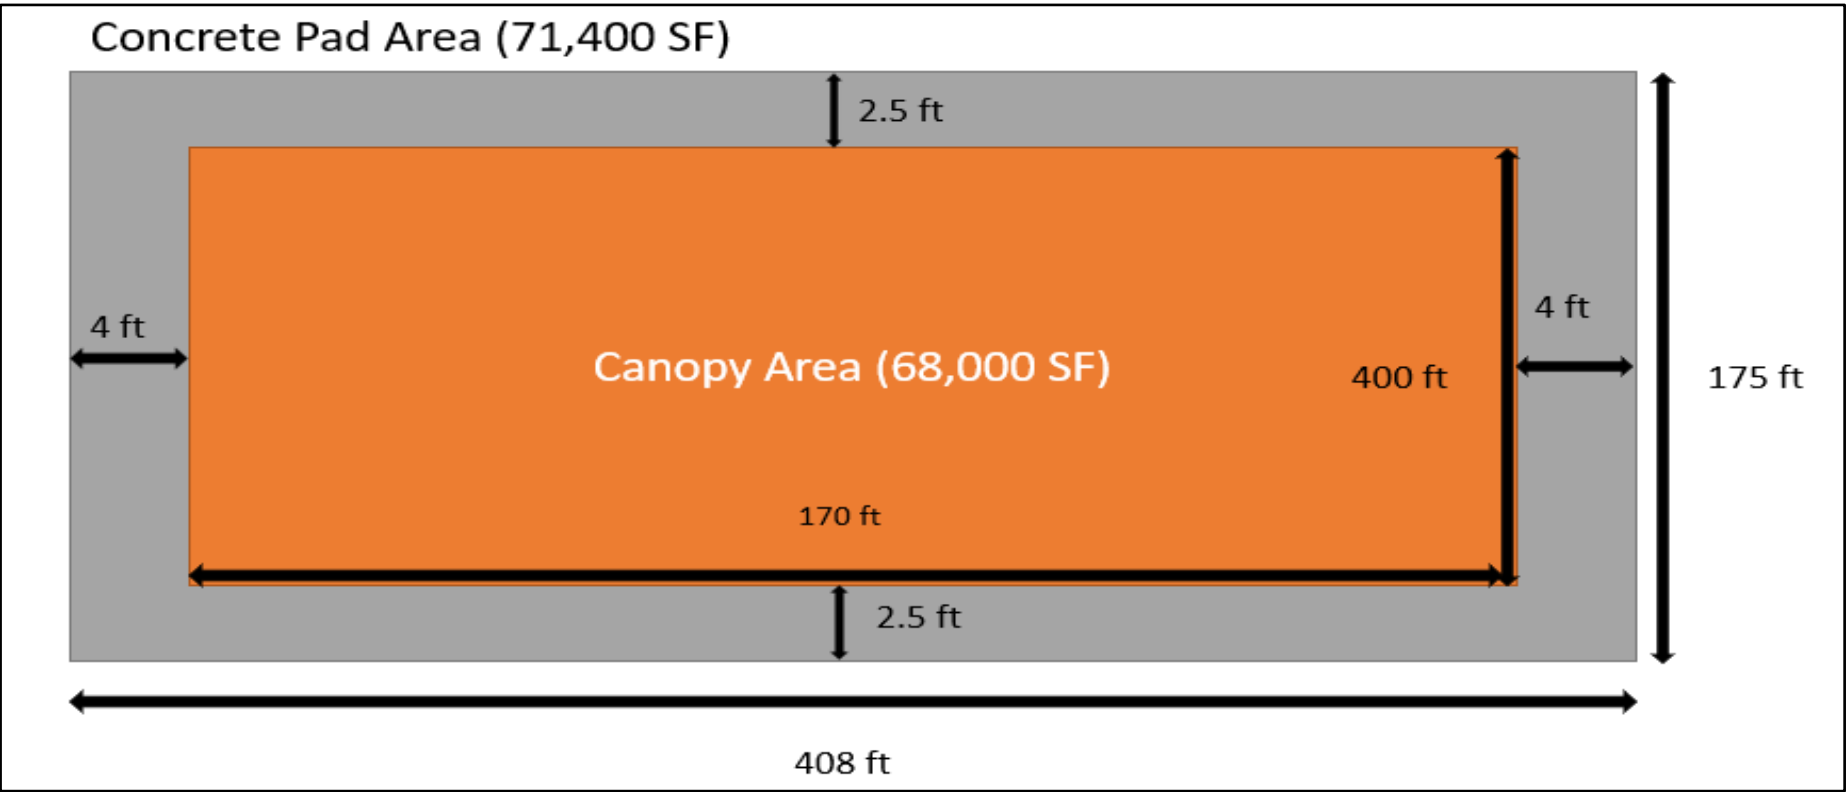 Concrete Pad Area (71,400 SF)
2.5 ft
4 ft
4 ft
Canopy Area (68,000 SF)
400 ft
175 ft
170 ft
2.5 ft
408 ft